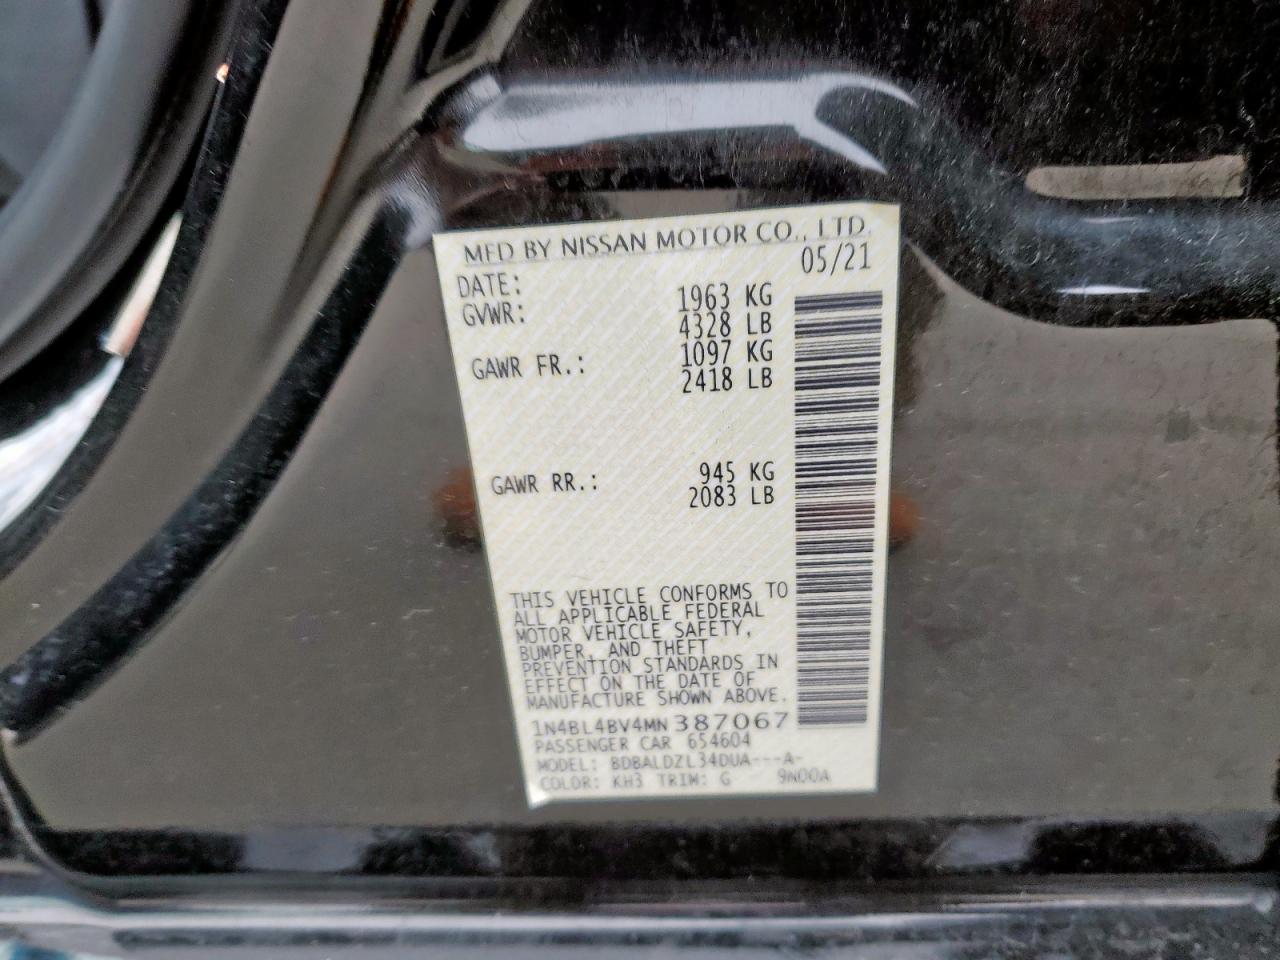 MFD BY NISSAN MOTOR CO., LTD.
DATE: 05/21
GVWR: 1963 KG
4328 LB
GAWR FR.: 1097 KG
2418 LB
GAWR RR.: 945 KG
2083 LB
THIS VEHICLE CONFORMS TO
ALL APPLICABLE FEDERAL
MOTOR VEHICLE SAFETY,
BUMPER, AND THEFT
PREVENTION STANDARDS IN
EFFECT ON THE DATE OF
MANUFACTURE SHOWN ABOVE.
1N4BL4BV4MN387067
PASSENGER CAR 654604
MODEL: BDBALDZL34DUA---A-
COLOR: KH3 TRIM: G 9N00A